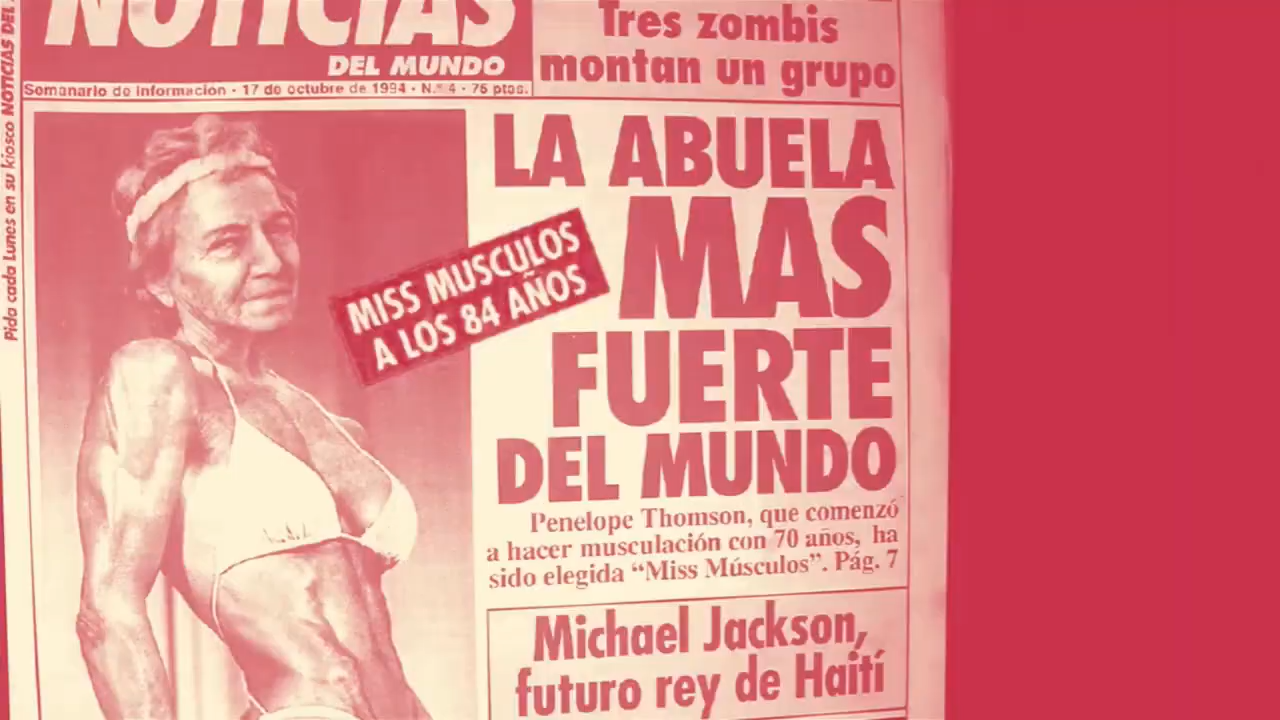 NOTICIAS
DEL MUNDO
Semanario de información · 17 de octubre de 1994 · N.º 4 · 75 ptas.
Tres zombis
montan un grupo
Pida cada Lunes en su kiosco NOTICIAS DEL
LA ABUELA
MAS
FUERTE
DEL MUNDO
MISS MUSCULOS
A LOS 84 AÑOS
Penelope Thomson, que comenzó
a hacer musculación con 70 años, ha
sido elegida “Miss Músculos”. Pág. 7
Michael Jackson,
futuro rey de Haití